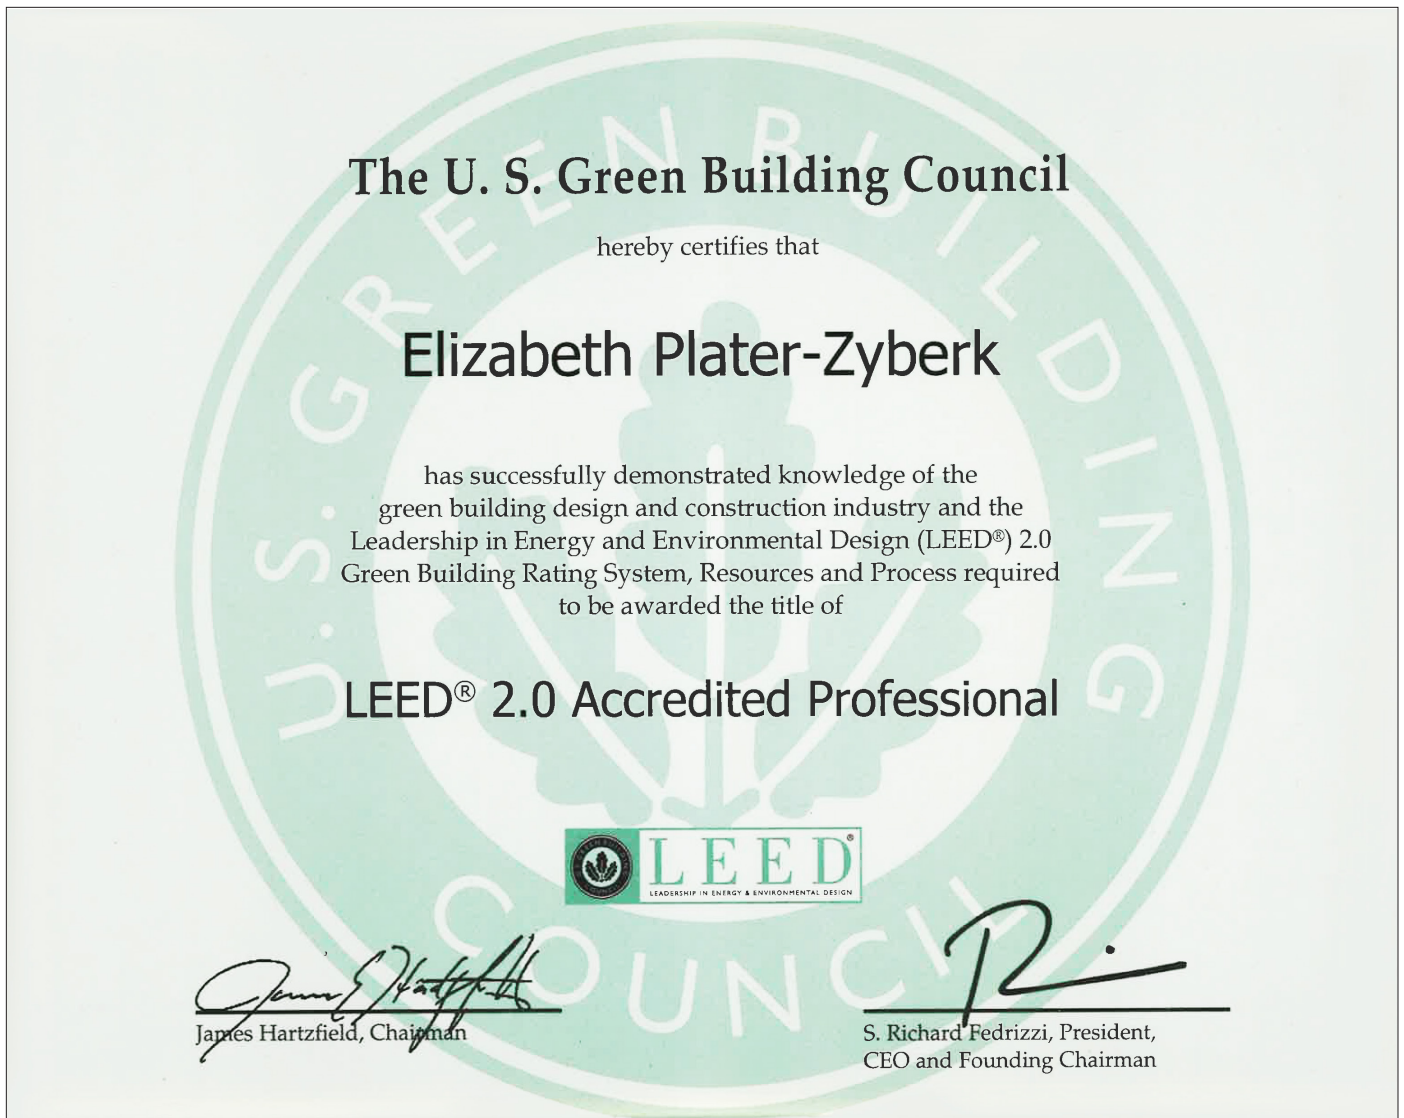 U.S. GREEN BUILDING COUNCIL
The U. S. Green Building Council
hereby certifies that
Elizabeth Plater-Zyberk
has successfully demonstrated knowledge of the
green building design and construction industry and the
Leadership in Energy and Environmental Design (LEED®) 2.0
Green Building Rating System, Resources and Process required
to be awarded the title of
LEED® 2.0 Accredited Professional
LEED®
LEADERSHIP IN ENERGY & ENVIRONMENTAL DESIGN
James Hartzfield, Chairman
S. Richard Fedrizzi, President,
CEO and Founding Chairman